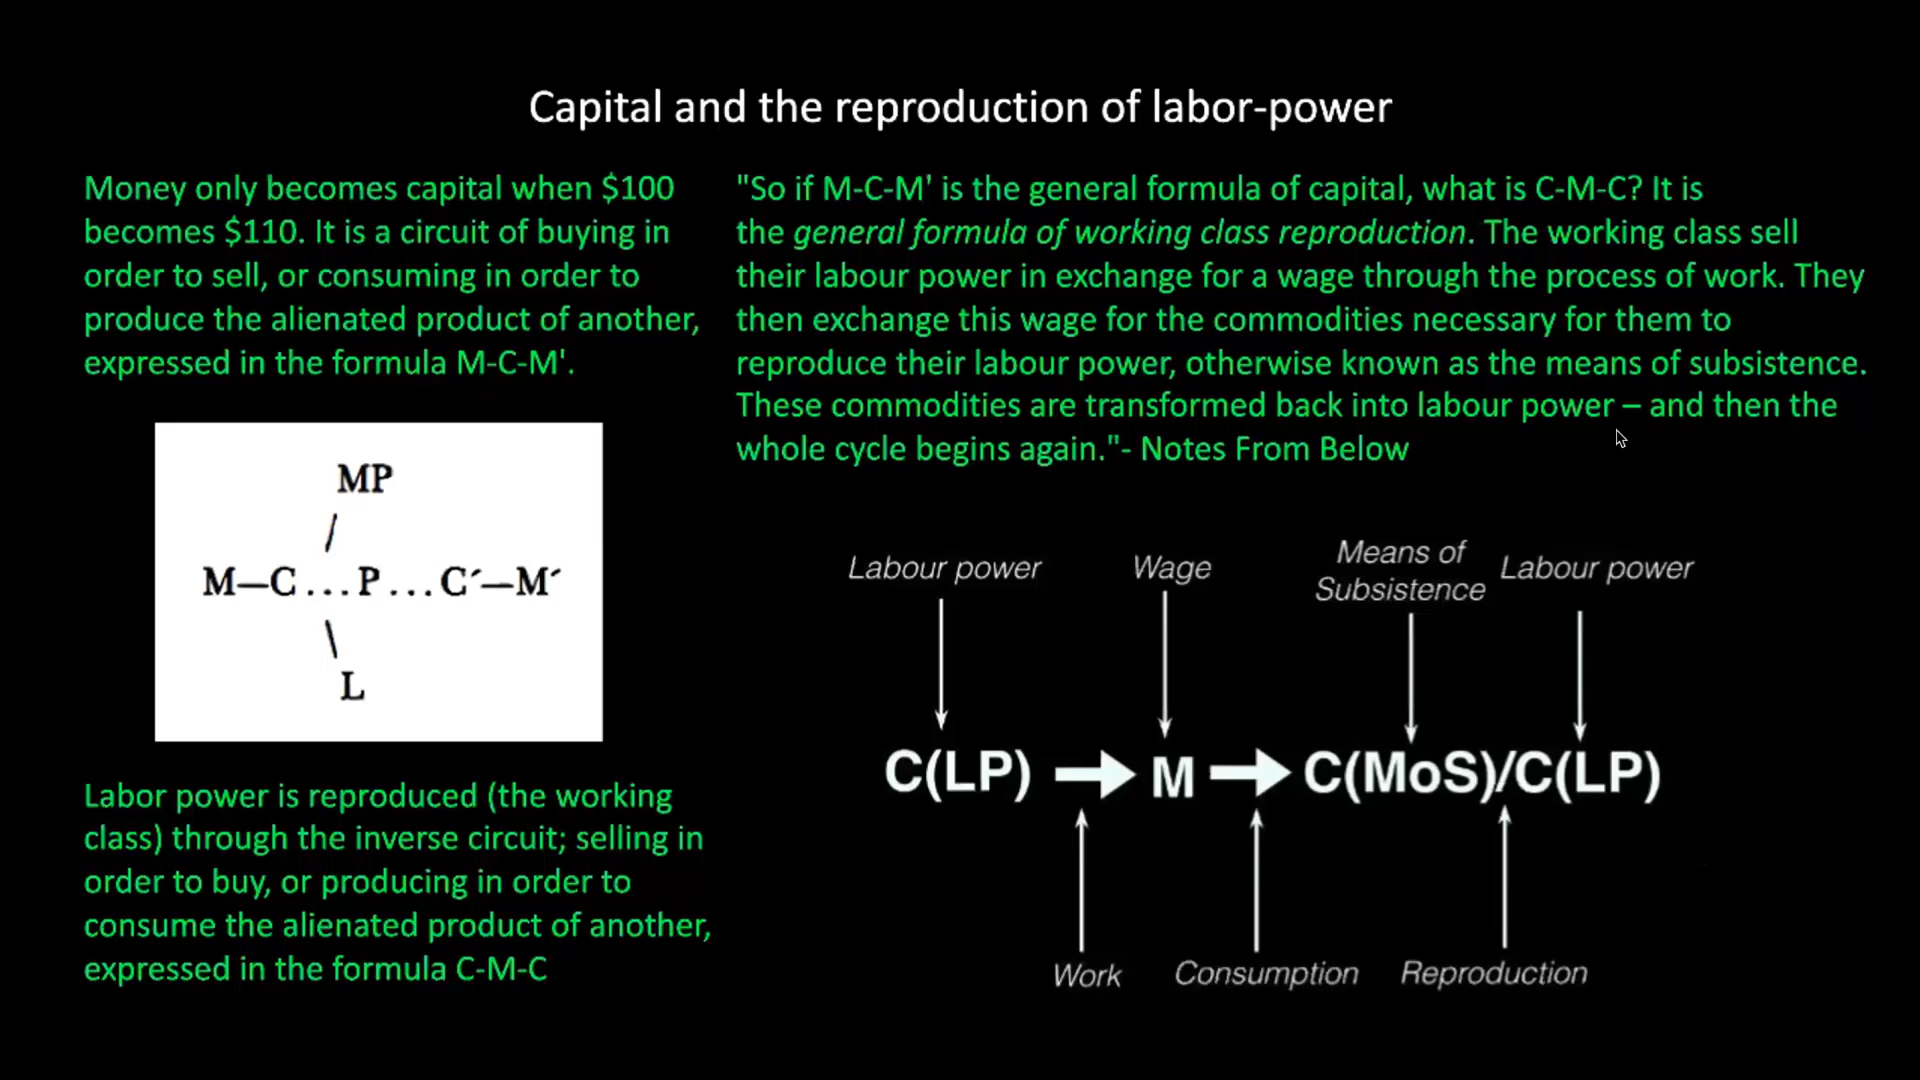 Capital and the reproduction of labor-power
Money only becomes capital when $100
becomes $110. It is a circuit of buying in
order to sell, or consuming in order to
produce the alienated product of another,
expressed in the formula M-C-M'.
MP
/
M—C...P...C´—M´
\
L
Labor power is reproduced (the working
class) through the inverse circuit; selling in
order to buy, or producing in order to
consume the alienated product of another,
expressed in the formula C-M-C
"So if M-C-M' is the general formula of capital, what is C-M-C? It is
the general formula of working class reproduction. The working class sell
their labour power in exchange for a wage through the process of work. They
then exchange this wage for the commodities necessary for them to
reproduce their labour power, otherwise known as the means of subsistence.
These commodities are transformed back into labour power – and then the
whole cycle begins again."- Notes From Below
Labour power
Wage
Means of
Subsistence
Labour power
C(LP) → M → C(MoS)/C(LP)
Work
Consumption
Reproduction